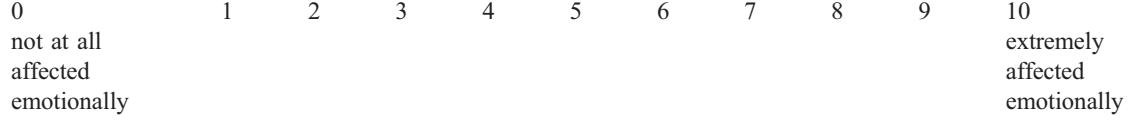 0 1 2 3 4 5 6 7 8 9 10
not at all extremely
affected affected
emotionally emotionally